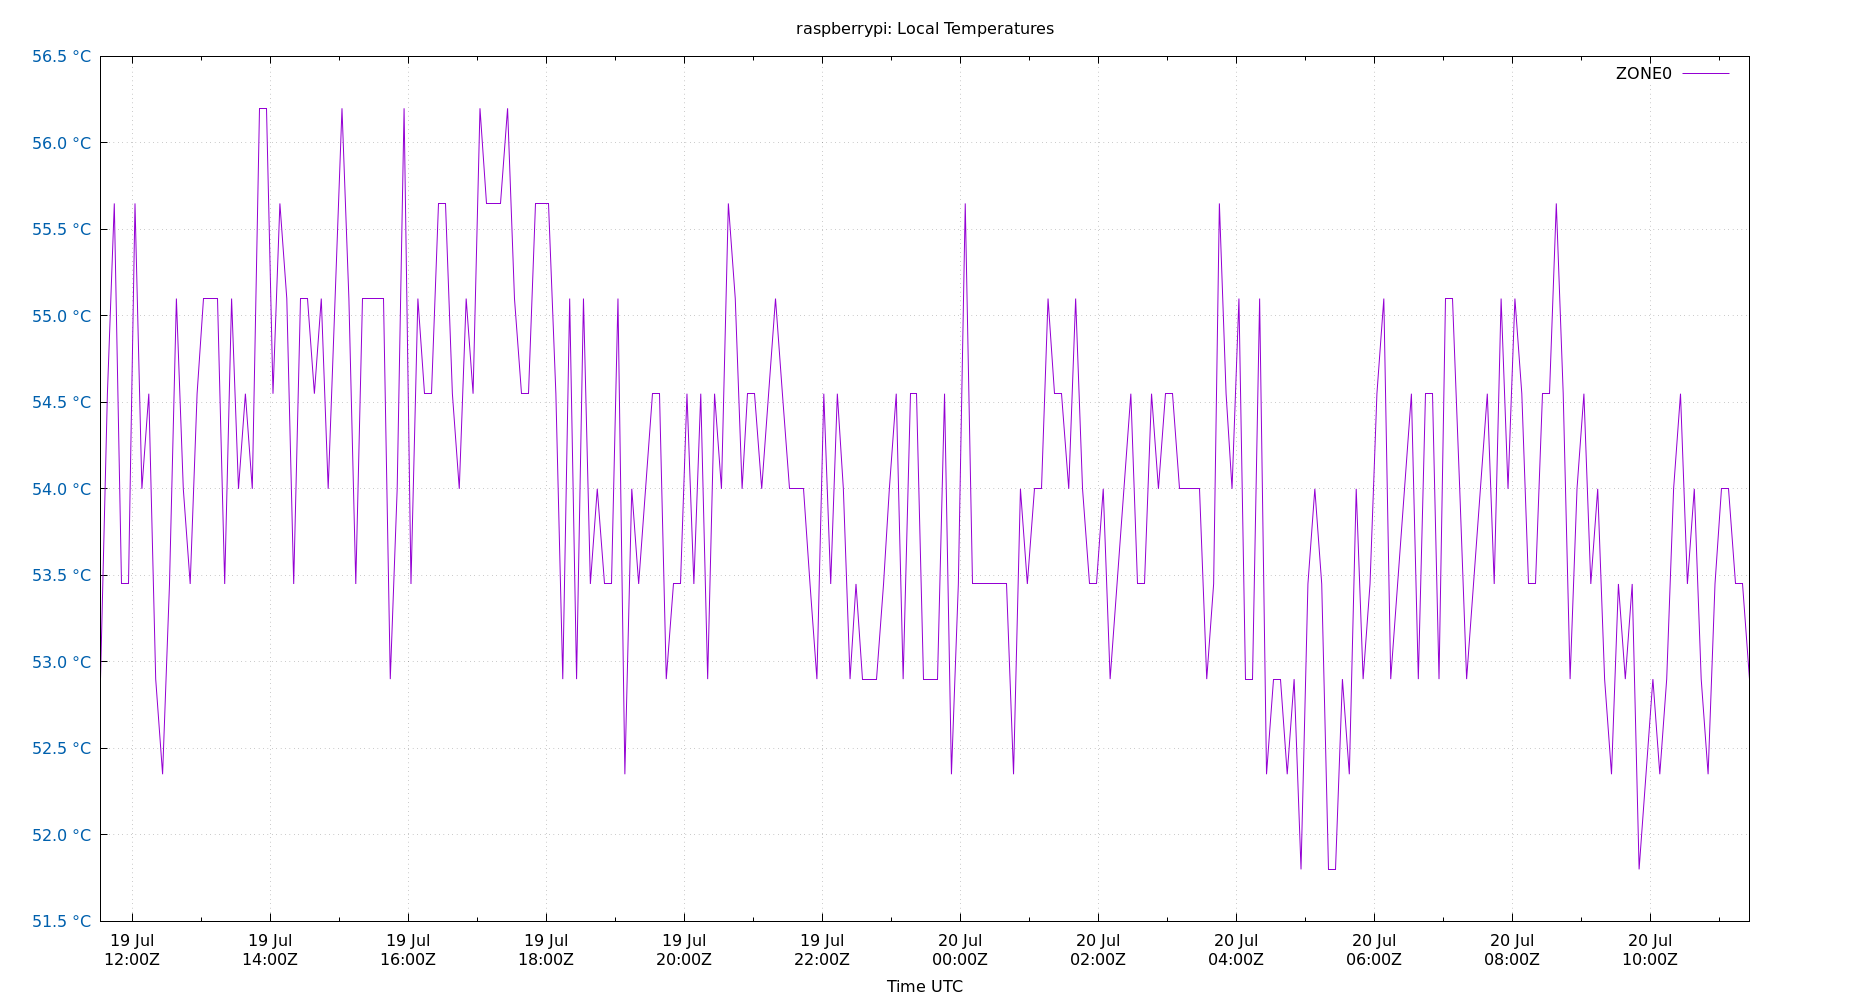 raspberrypi: Local Temperatures
56.5 °C
ZONE0
56.0 °C
55.5 °C
55.0 °C
54.5 °C
54.0 °C
53.5 °C
53.0 °C
52.5 °C
52.0 °C
51.5 °C
19 Jul 19 Jul 19 Jul 19 Jul 19 Jul 19 Jul 20 Jul 20 Jul 20 Jul 20 Jul 20 Jul 20 Jul
12:00Z 14:00Z 16:00Z 18:00Z 20:00Z 22:00Z 00:00Z 02:00Z 04:00Z 06:00Z 08:00Z 10:00Z
Time UTC